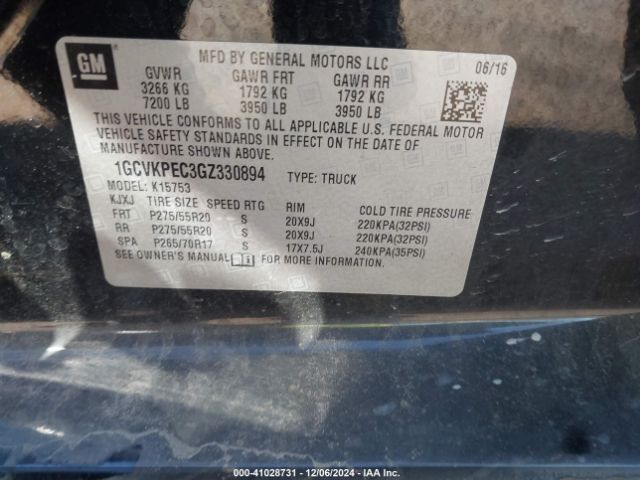 GM
MFD BY GENERAL MOTORS LLC
06/16
GVWR GAWR FRT GAWR RR
3266 KG 1792 KG 1792 KG
7200 LB 3950 LB 3950 LB
THIS VEHICLE CONFORMS TO ALL APPLICABLE U.S. FEDERAL MOTOR
VEHICLE SAFETY STANDARDS IN EFFECT ON THE DATE OF
MANUFACTURE SHOWN ABOVE.
1GCVKPEC3GZ330894 TYPE: TRUCK
MODEL: K15753
KJXJ TIRE SIZE SPEED RTG RIM COLD TIRE PRESSURE
FRT P275/55R20 S 20X9J 220KPA(32PSI)
RR P275/55R20 S 20X9J 220KPA(32PSI)
SPA P265/70R17 S 17X7.5J 240KPA(35PSI)
SEE OWNER'S MANUAL FOR MORE INFORMATION.
000-41028731 - 12/06/2024 - IAA Inc.